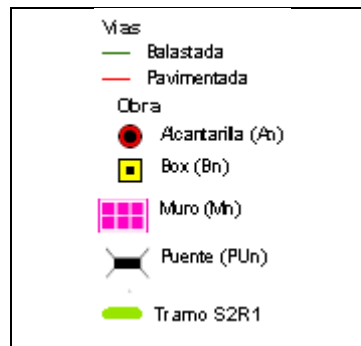 Vias
Balastada
Pavimentada
Obra
Alcantarilla (An)
Box (Bn)
Muro (Mn)
Puente (PUn)
Tramo S2R1